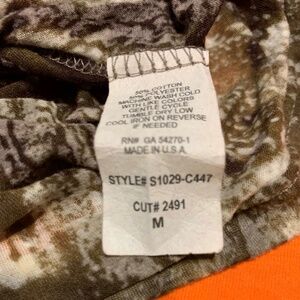 50% COTTON
50% POLYESTER
MACHINE WASH COLD
WITH LIKE COLORS
GENTLE CYCLE
TUMBLE DRY LOW
COOL IRON ON REVERSE
IF NEEDED
RN# GA 54270-1
MADE IN U.S.A.
STYLE# S1029-C447
CUT# 2491
M